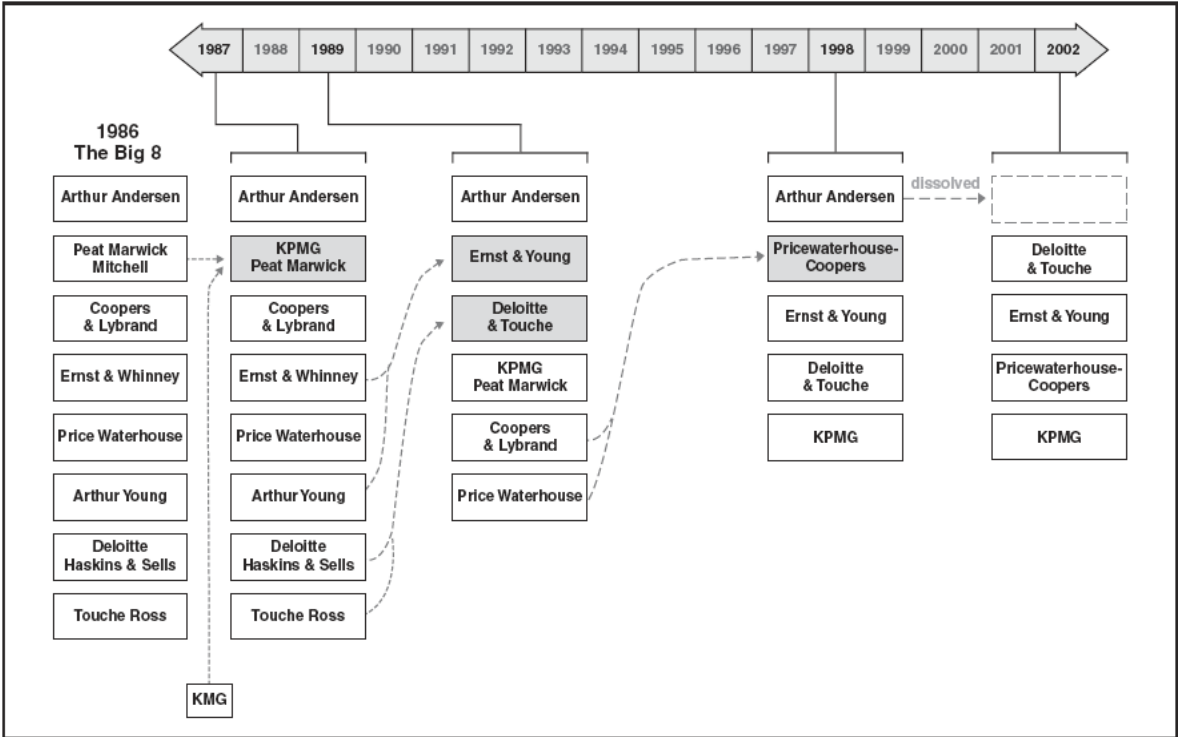 1987 1988 1989 1990 1991 1992 1993 1994 1995 1996 1997 1998 1999 2000 2001 2002
1986
The Big 8
Arthur Andersen
Peat Marwick
Mitchell
Coopers
& Lybrand
Ernst & Whinney
Price Waterhouse
Arthur Young
Deloitte
Haskins & Sells
Touche Ross
KMG
Arthur Andersen
KPMG
Peat Marwick
Coopers
& Lybrand
Ernst & Whinney
Price Waterhouse
Arthur Young
Deloitte
Haskins & Sells
Touche Ross
Arthur Andersen
Ernst & Young
Deloitte
& Touche
KPMG
Peat Marwick
Coopers
& Lybrand
Price Waterhouse
Arthur Andersen
Pricewaterhouse-
Coopers
Ernst & Young
Deloitte
& Touche
KPMG
dissolved
Deloitte
& Touche
Ernst & Young
Pricewaterhouse-
Coopers
KPMG